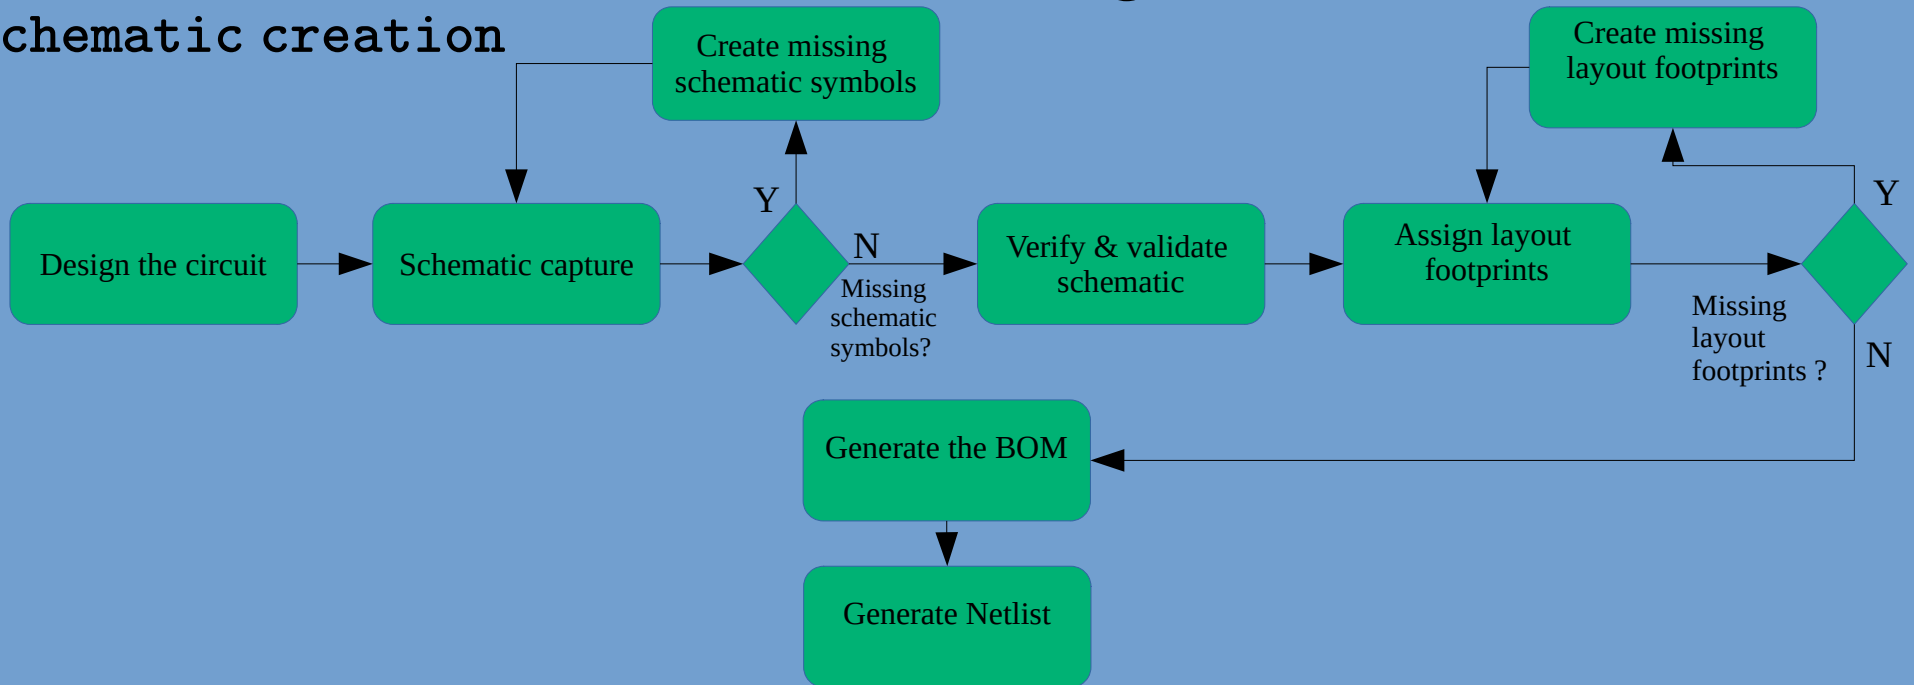 chematic creation
Create missing
schematic symbols
Create missing
layout footprints
Y
Y
Design the circuit
Schematic capture
N
Missing
schematic
symbols?
Verify & validate
schematic
Assign layout
footprints
Missing
layout
footprints ?
N
Generate the BOM
Generate Netlist